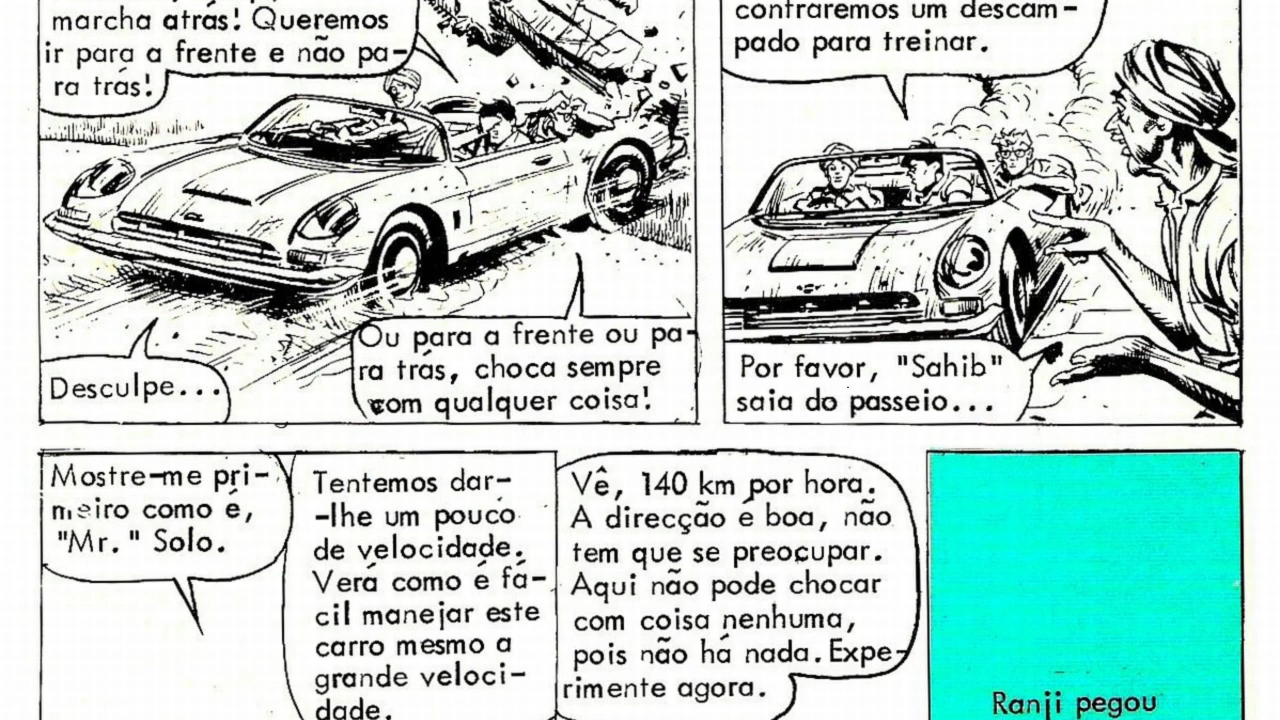 marcha atrás! Queremos
ir para a frente e não pa-
ra trás!
Desculpe...
Ou para a frente ou pa-
ra trás, choca sempre
com qualquer coisa!
contraremos um descam-
pado para treinar.
Por favor, "Sahib"
saia do passeio...
Mostre-me pri-
meiro como é,
"Mr." Solo.
Tentemos dar-
-lhe um pouco
de velocidade.
Verá como é fá-
cil manejar este
carro mesmo a
grande veloci-
dade.
Vê, 140 km por hora.
A direcção é boa, não
tem que se preocupar.
Aqui não pode chocar
com coisa nenhuma,
pois não há nada. Expe-
rimente agora.
Ranji pegou